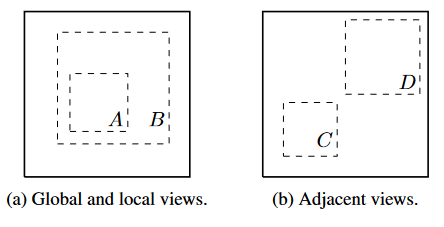 A B
D
C
(a) Global and local views.
(b) Adjacent views.